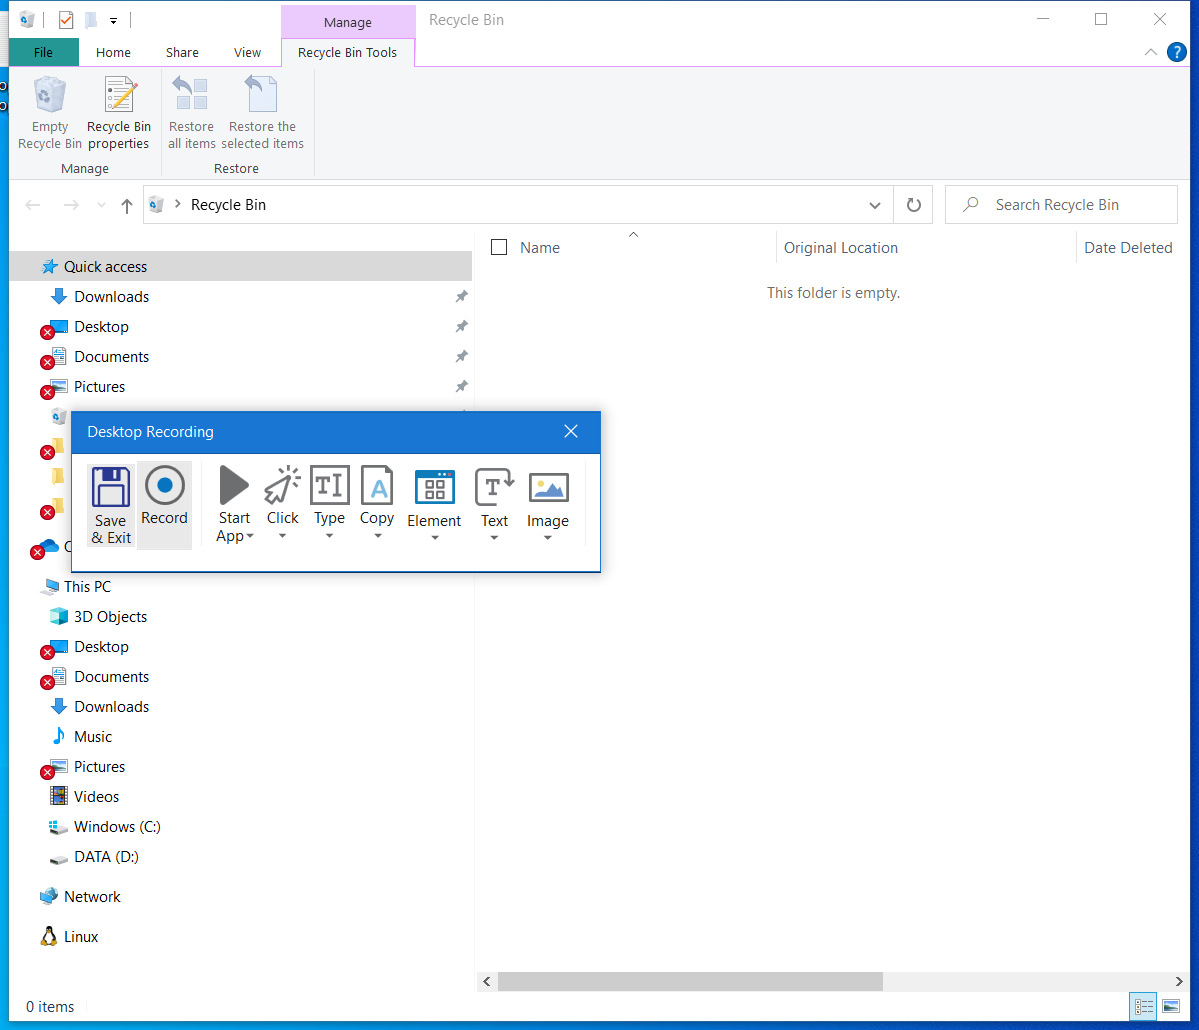 Manage
Recycle Bin
File
Home
Share
View
Recycle Bin Tools
?
Empty
Recycle Bin
Recycle Bin
properties
Restore
all items
Restore the
selected items
Manage
Restore
Recycle Bin
Search Recycle Bin
Name
Original Location
Date Deleted
This folder is empty.
Quick access
Downloads
Desktop
Documents
Pictures
Desktop Recording
Save
& Exit
Record
Start
App
Click
Type
Copy
Element
Text
Image
This PC
3D Objects
Desktop
Documents
Downloads
Music
Pictures
Videos
Windows (C:)
DATA (D:)
Network
Linux
0 items